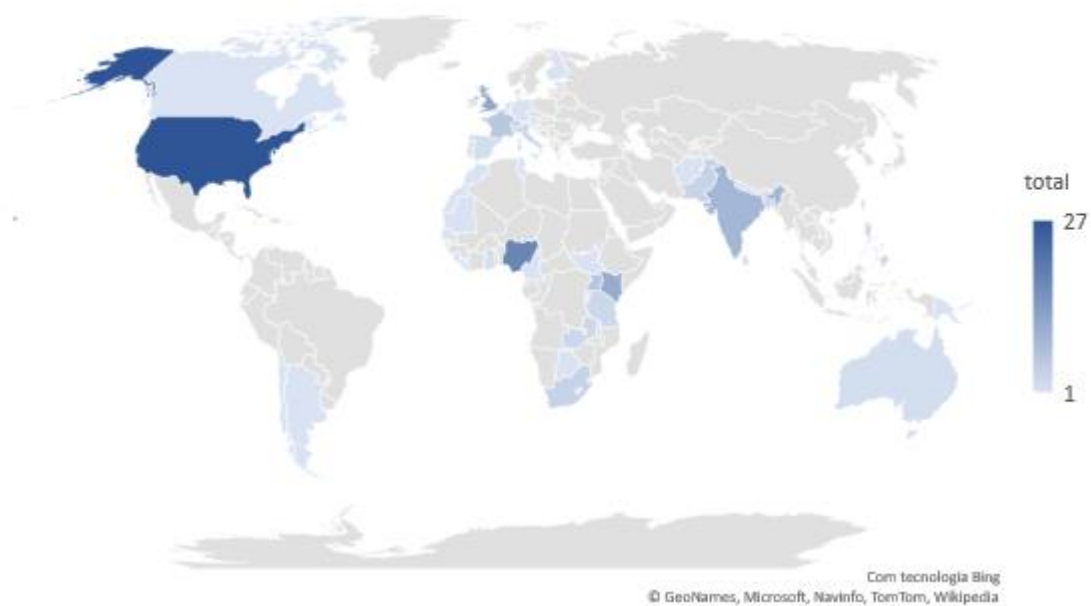 total
27
1
Com tecnologia Bing
© GeoNames, Microsoft, Navinfo, TomTom, Wikipedia